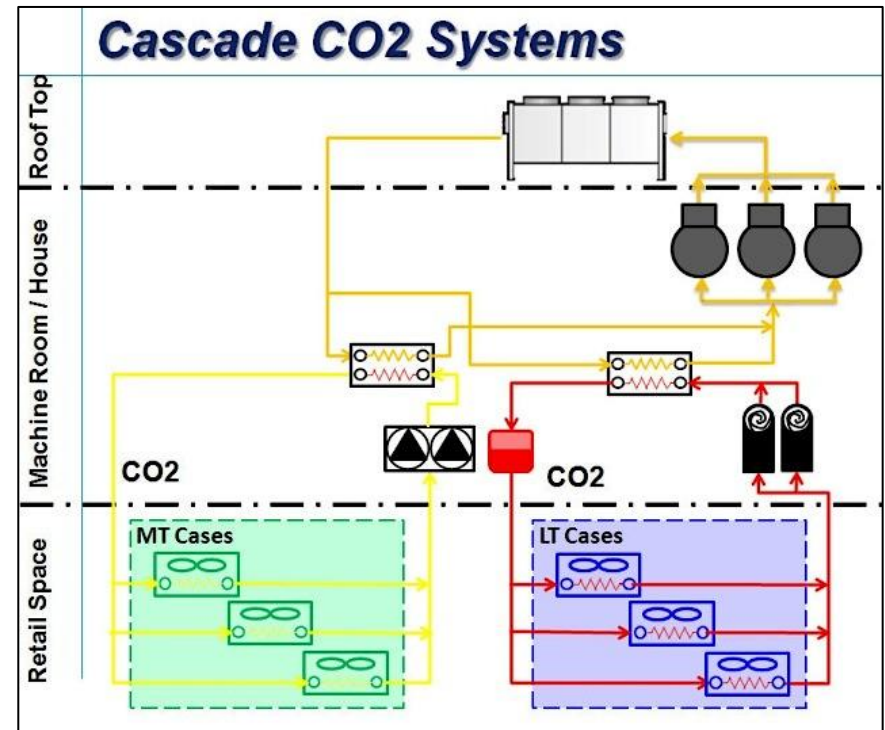 Cascade CO2 Systems
Roof Top
Machine Room / House
CO2
CO2
MT Cases
LT Cases
Retail Space